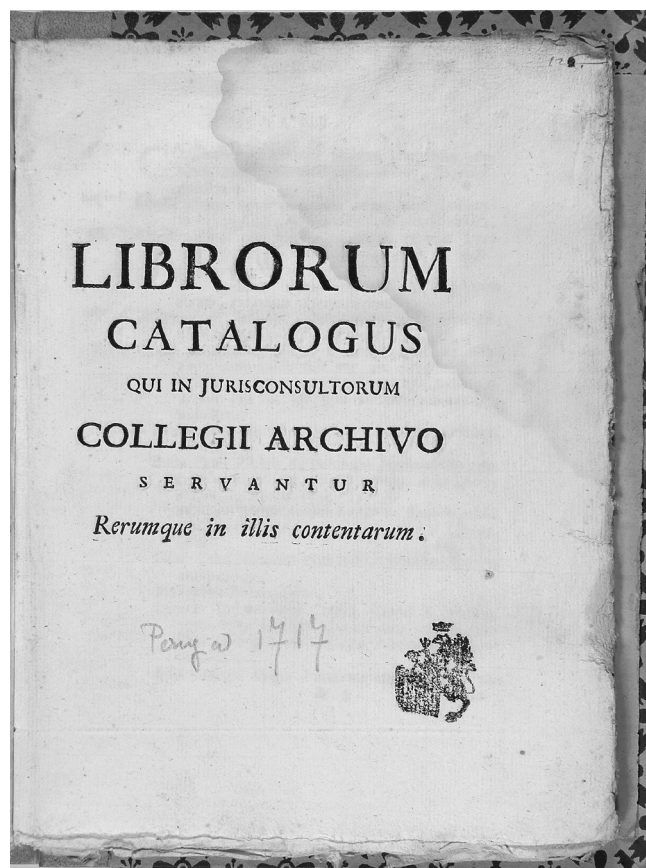 LIBRORUM
CATALOGUS
QUI IN JURISCONSULTORUM
COLLEGII ARCHIVO
SERVANTUR
Rerumque in illis contentarum.
1717